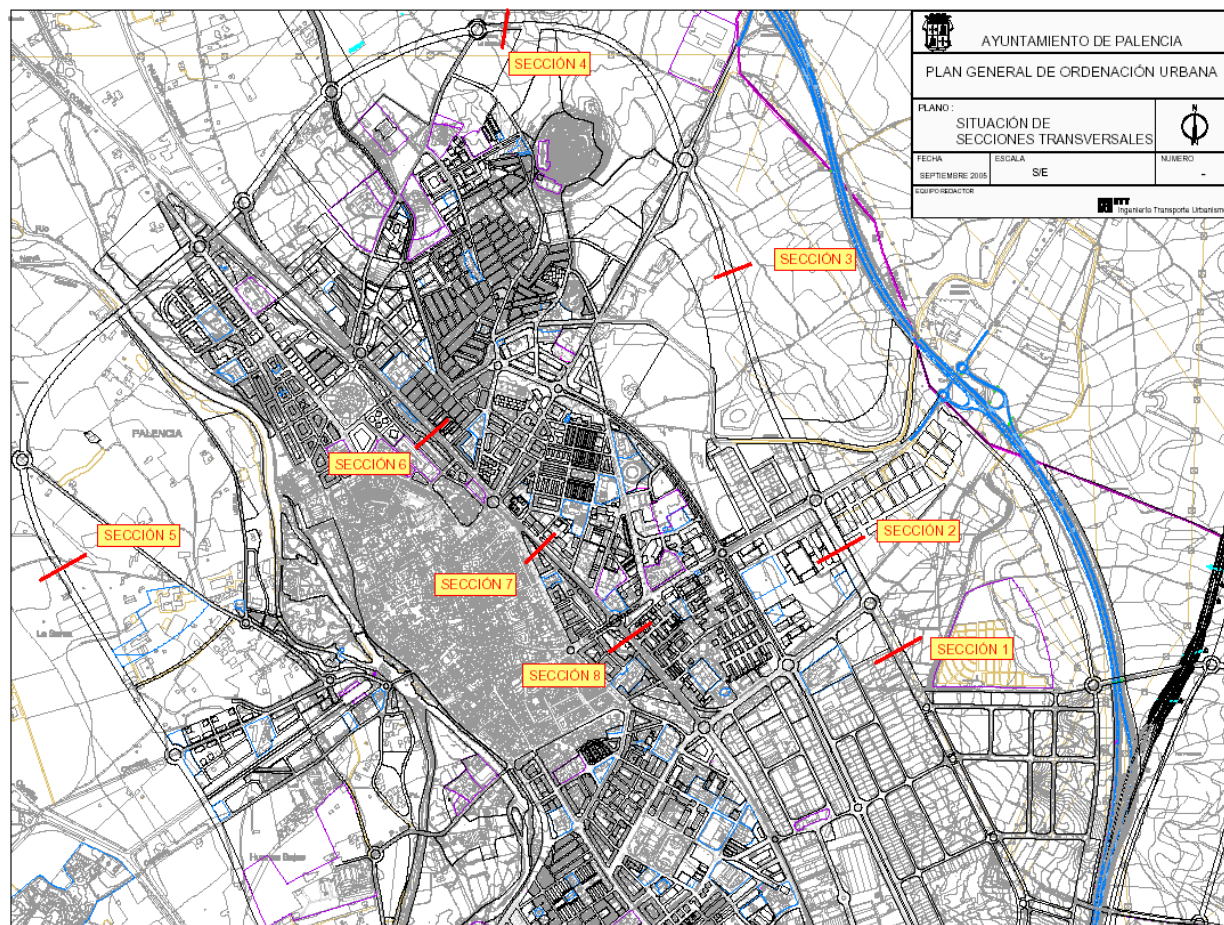 AYUNTAMIENTO DE PALENCIA
PLAN GENERAL DE ORDENACIÓN URBANA
PLANO :
SITUACIÓN DE
SECCIONES TRANSVERSALES
N
FECHA
SEPTIEMBRE 2005
ESCALA
S/E
NUMERO
-
EQUIPO REDACTOR
ITT
Ingeniería Transporte Urbanismo
SECCIÓN 4
SECCIÓN 3
PALENCIA
SECCIÓN 6
SECCIÓN 5
SECCIÓN 2
SECCIÓN 7
SECCIÓN 1
SECCIÓN 8